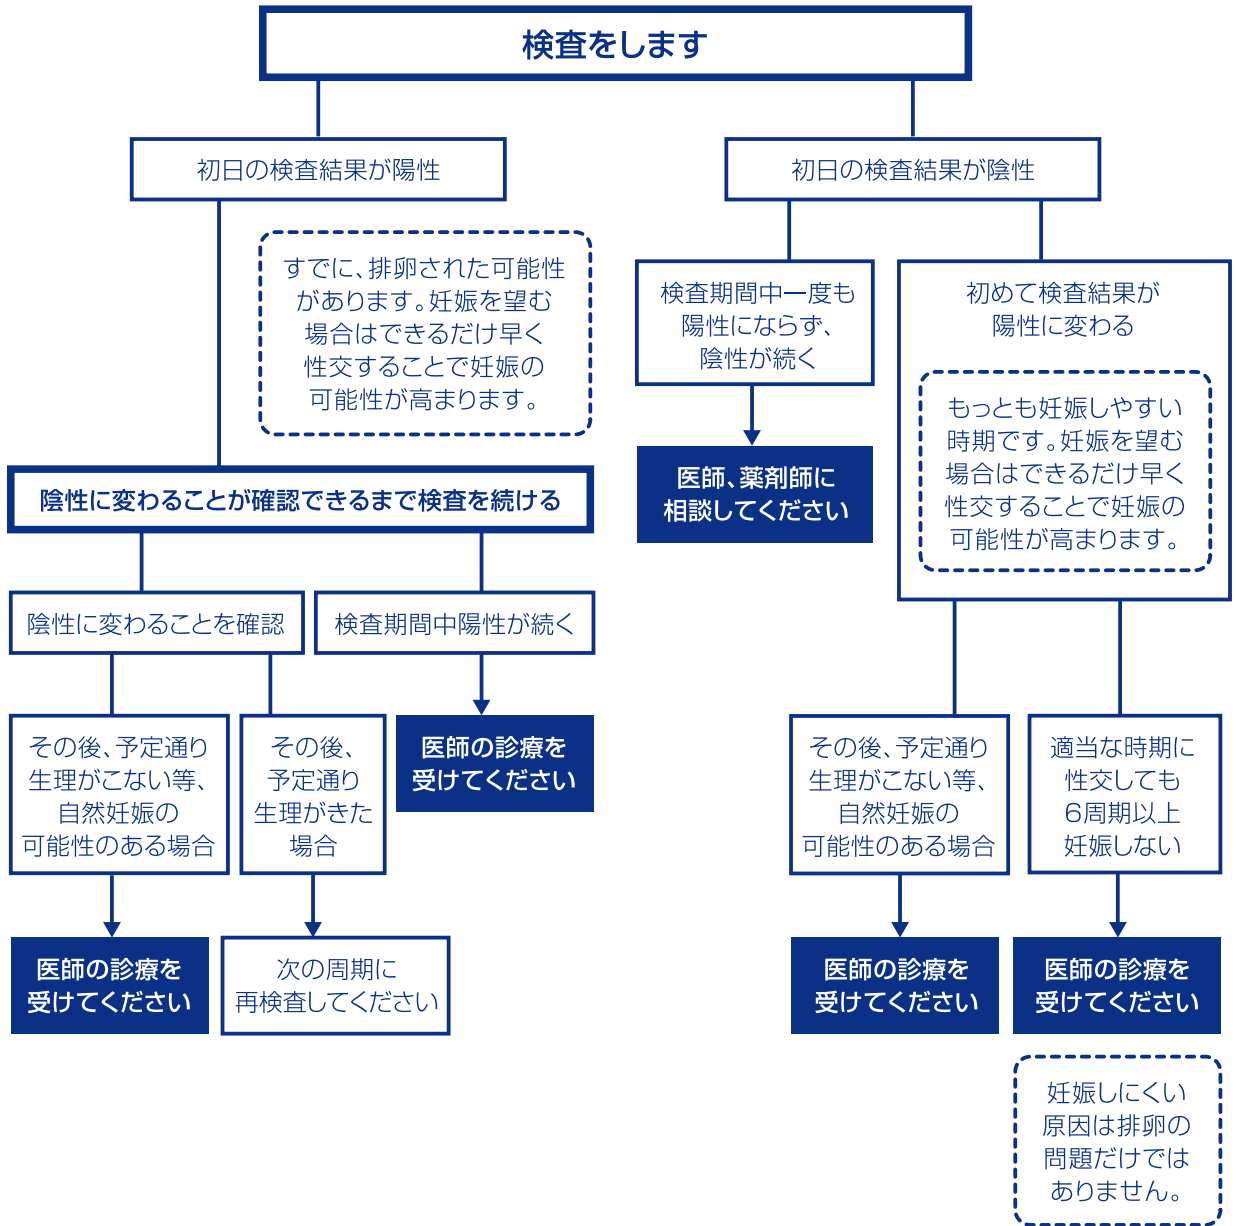 検査をします
初日の検査結果が陽性
すでに、排卵された可能性
があります。妊娠を望む
場合はできるだけ早く
性交することで妊娠の
可能性が高まります。
陰性に変わることが確認できるまで検査を続ける
陰性に変わることを確認
検査期間中陽性が続く
その後、予定通り
生理がこない等、
自然妊娠の
可能性のある場合
その後、
予定通り
生理がきた
場合
医師の診療を
受けてください
医師の診療を
受けてください
次の周期に
再検査してください
初日の検査結果が陰性
検査期間中一度も
陽性にならず、
陰性が続く
医師、薬剤師に
相談してください
初めて検査結果が
陽性に変わる
もっとも妊娠しやすい
時期です。妊娠を望む
場合はできるだけ早く
性交することで妊娠の
可能性が高まります。
その後、予定通り
生理がこない等、
自然妊娠の
可能性のある場合
適当な時期に
性交しても
6周期以上
妊娠しない
医師の診療を
受けてください
医師の診療を
受けてください
妊娠しにくい
原因は排卵の
問題だけでは
ありません。